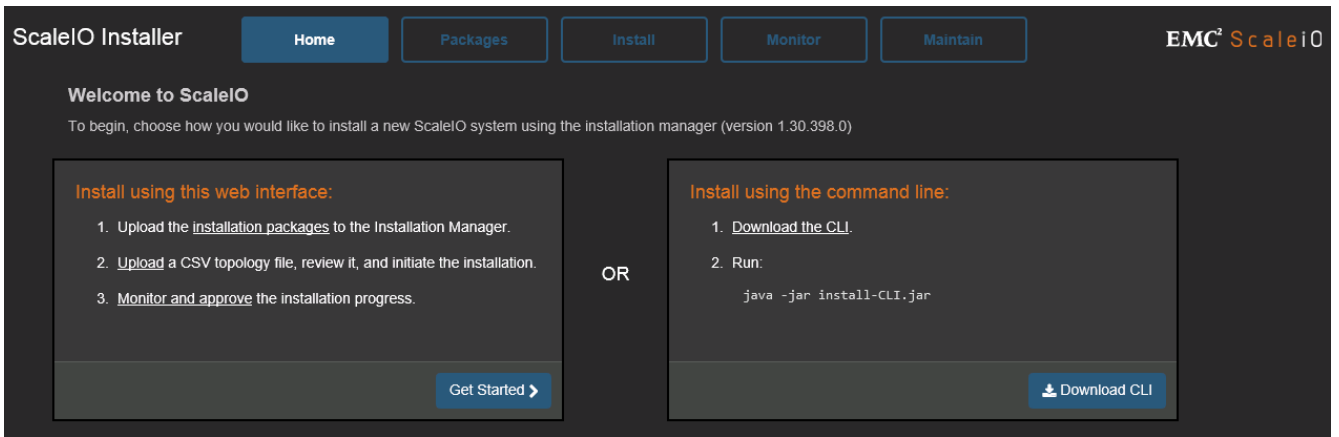 ScaleIO Installer
Home
Packages
Install
Monitor
Maintain
EMC² ScaleiO
Welcome to ScaleIO
To begin, choose how you would like to install a new ScaleIO system using the installation manager (version 1.30.398.0)
Install using this web interface:
1. Upload the installation packages to the Installation Manager.
2. Upload a CSV topology file, review it, and initiate the installation.
3. Monitor and approve the installation progress.
Get Started
OR
Install using the command line:
1. Download the CLI.
2. Run:
java -jar install-CLI.jar
Download CLI